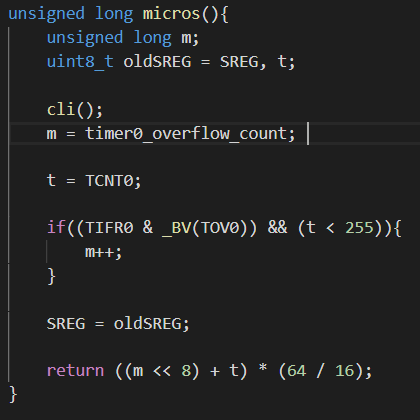 unsigned long micros(){
unsigned long m;
uint8_t oldSREG = SREG, t;
cli();
m = timer0_overflow_count;
t = TCNT0;
if((TIFR0 & _BV(TOV0)) && (t < 255)){
m++;
}
SREG = oldSREG;
return ((m << 8) + t) * (64 / 16);
}